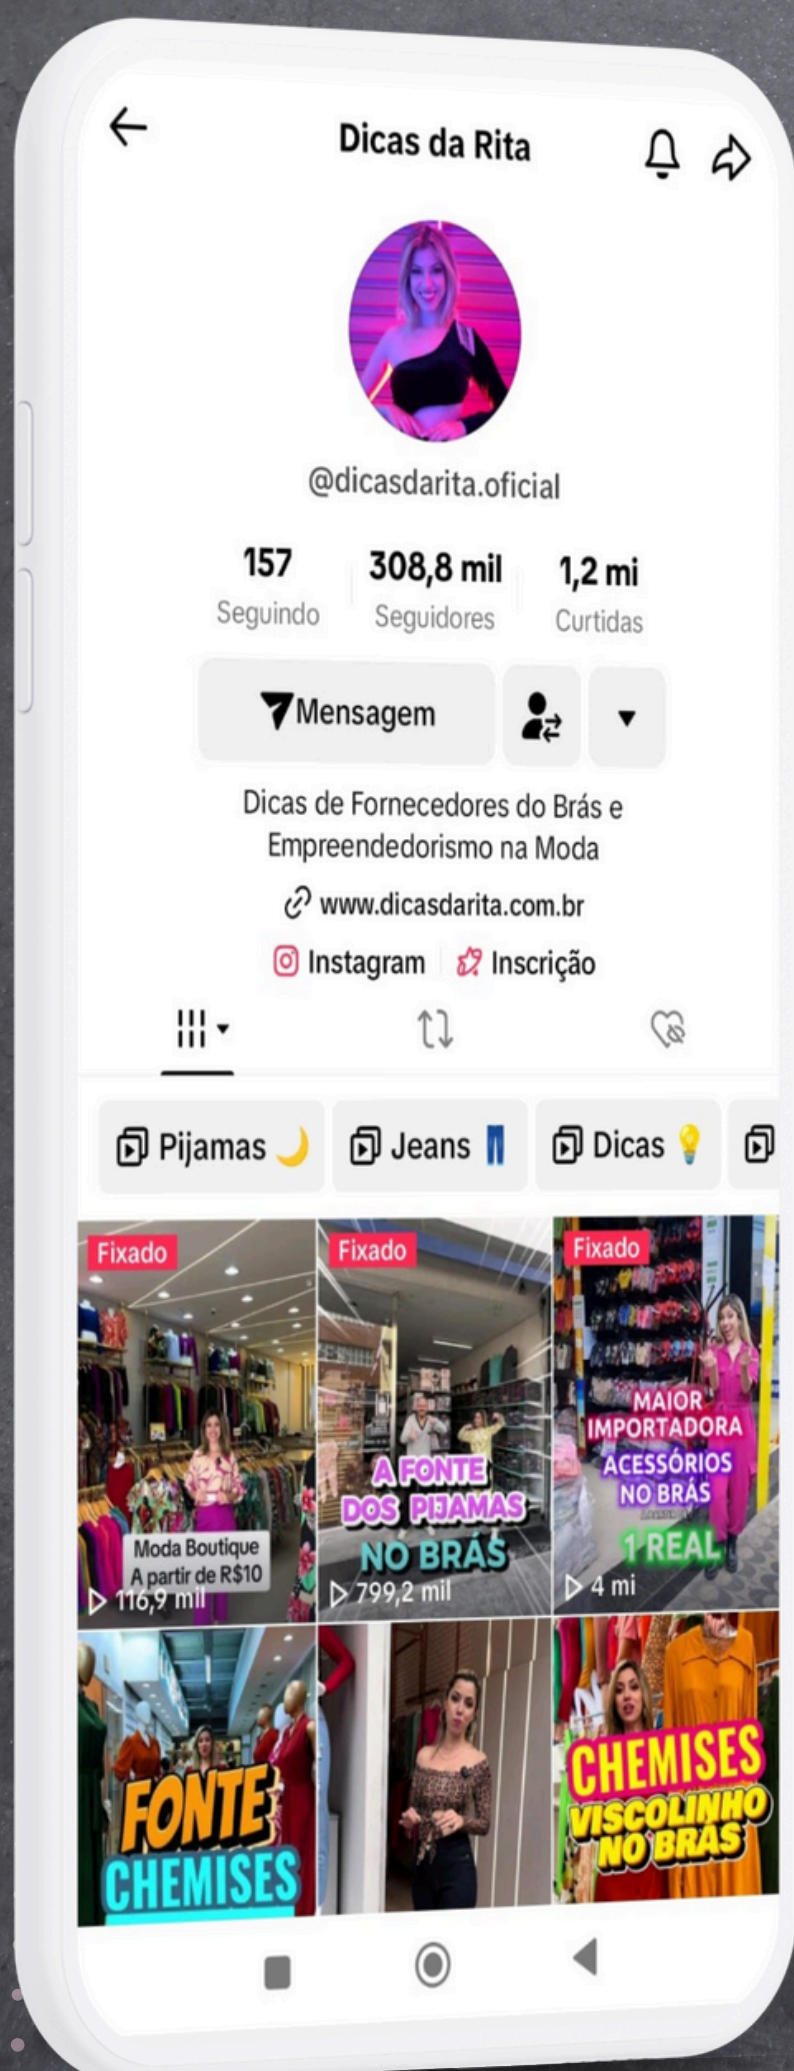 Dicas da Rita
@dicasdarita.oficial
157 308,8 mil 1,2 mi
Seguindo Seguidores Curtidas
Mensagem
Dicas de Fornecedores do Brás e
Empreendedorismo na Moda
www.dicasdarita.com.br
Instagram Inscrição
Pijamas Jeans Dicas
Fixado
Moda Boutique
A partir de R$10
116,9 mil
Fixado
A FONTE
DOS PIJAMAS
NO BRÁS
799,2 mil
Fixado
MAIOR
IMPORTADORA
ACESSÓRIOS
NO BRÁS
1 REAL
4 mi
FONTE
CHEMISES
CHEMISES
VISCOLINHO
NO BRÁS